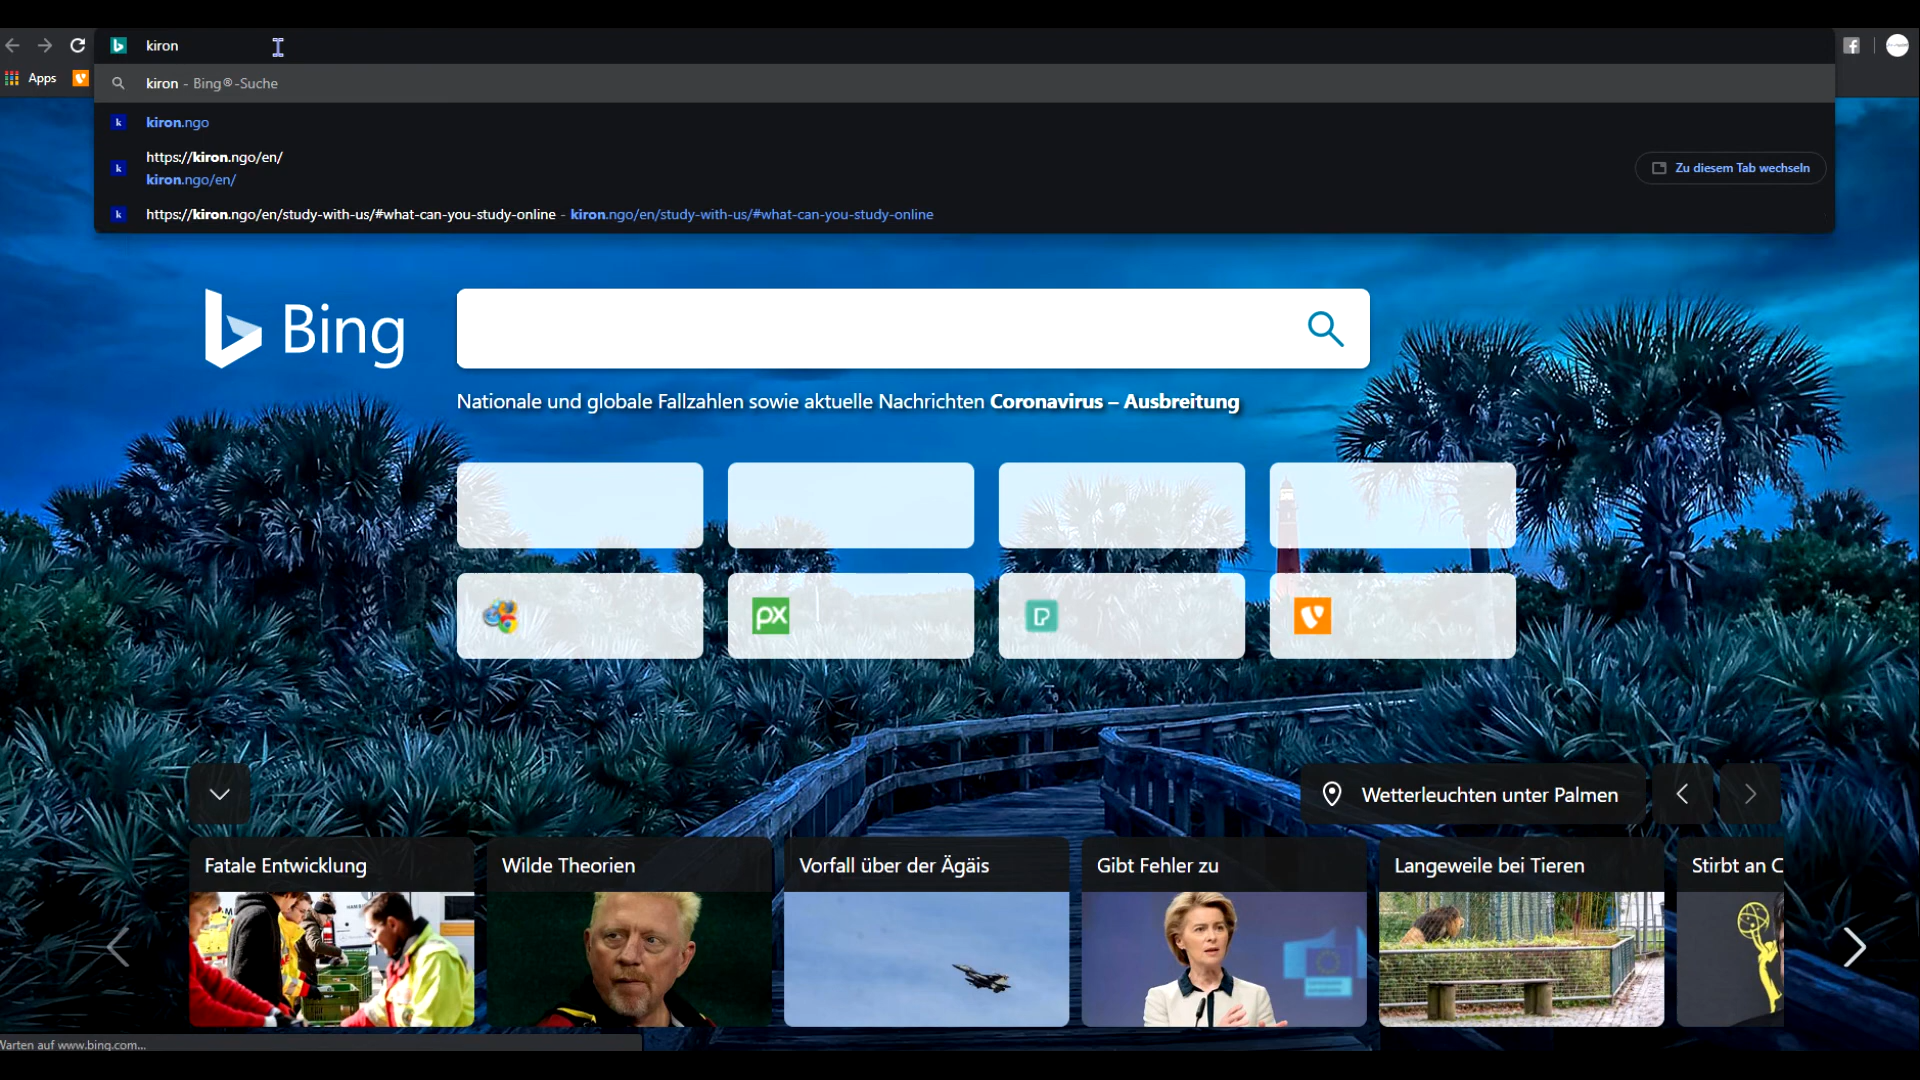 kiron
Apps
kiron - Bing®-Suche
k kiron.ngo
https://kiron.ngo/en/
k kiron.ngo/en/
Zu diesem Tab wechseln
k https://kiron.ngo/en/study-with-us/#what-can-you-study-online - kiron.ngo/en/study-with-us/#what-can-you-study-online
Bing
Nationale und globale Fallzahlen sowie aktuelle Nachrichten Coronavirus – Ausbreitung
px
Wetterleuchten unter Palmen
Fatale Entwicklung
Wilde Theorien
Vorfall über der Ägäis
Gibt Fehler zu
Langeweile bei Tieren
Stirbt an C
Warten auf www.bing.com...